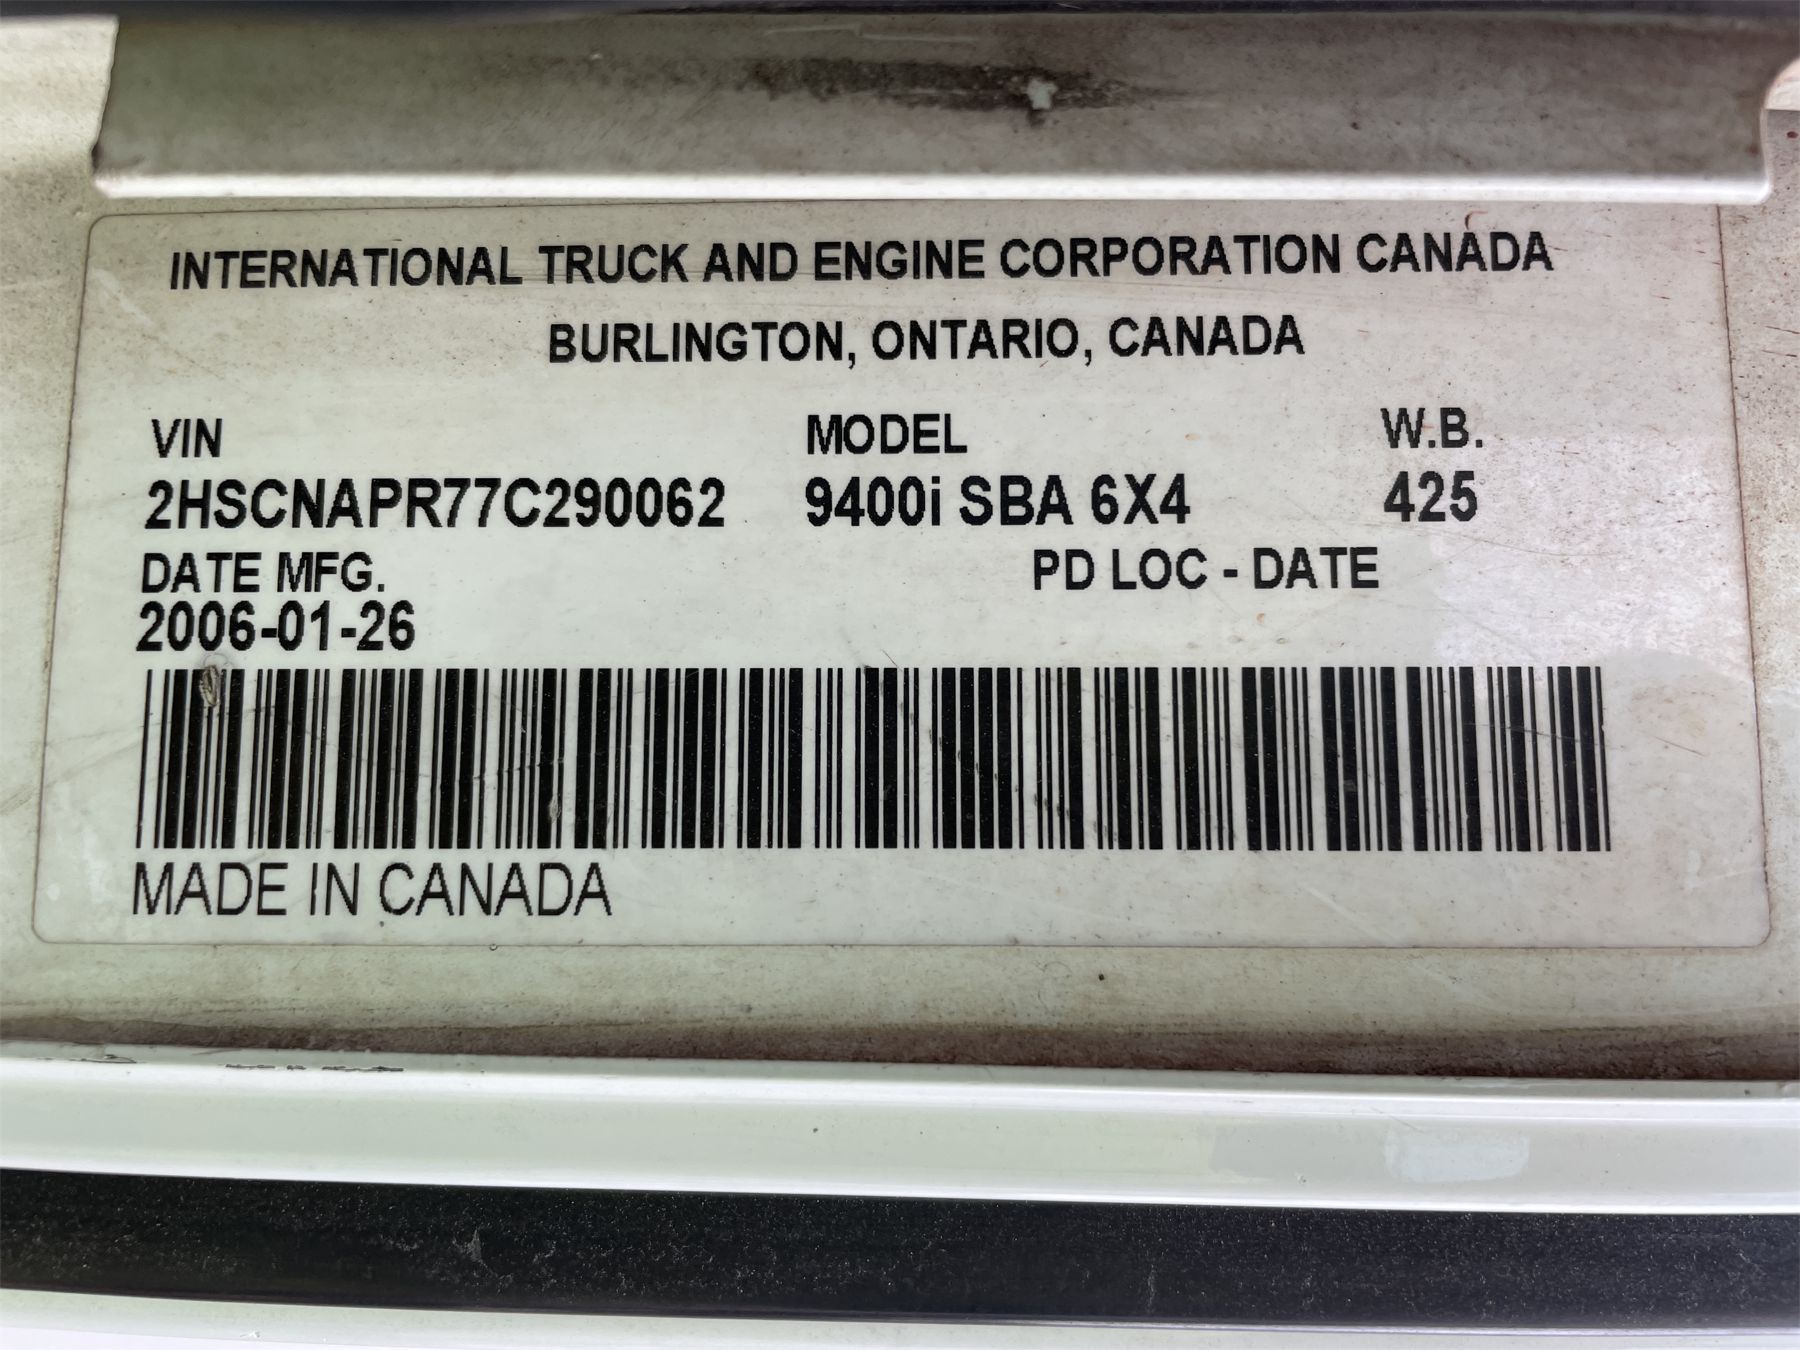 INTERNATIONAL TRUCK AND ENGINE CORPORATION CANADA
BURLINGTON, ONTARIO, CANADA
VIN MODEL W.B.
2HSCNAPR77C290062 9400i SBA 6X4 425
DATE MFG. PD LOC - DATE
2006-01-26
MADE IN CANADA